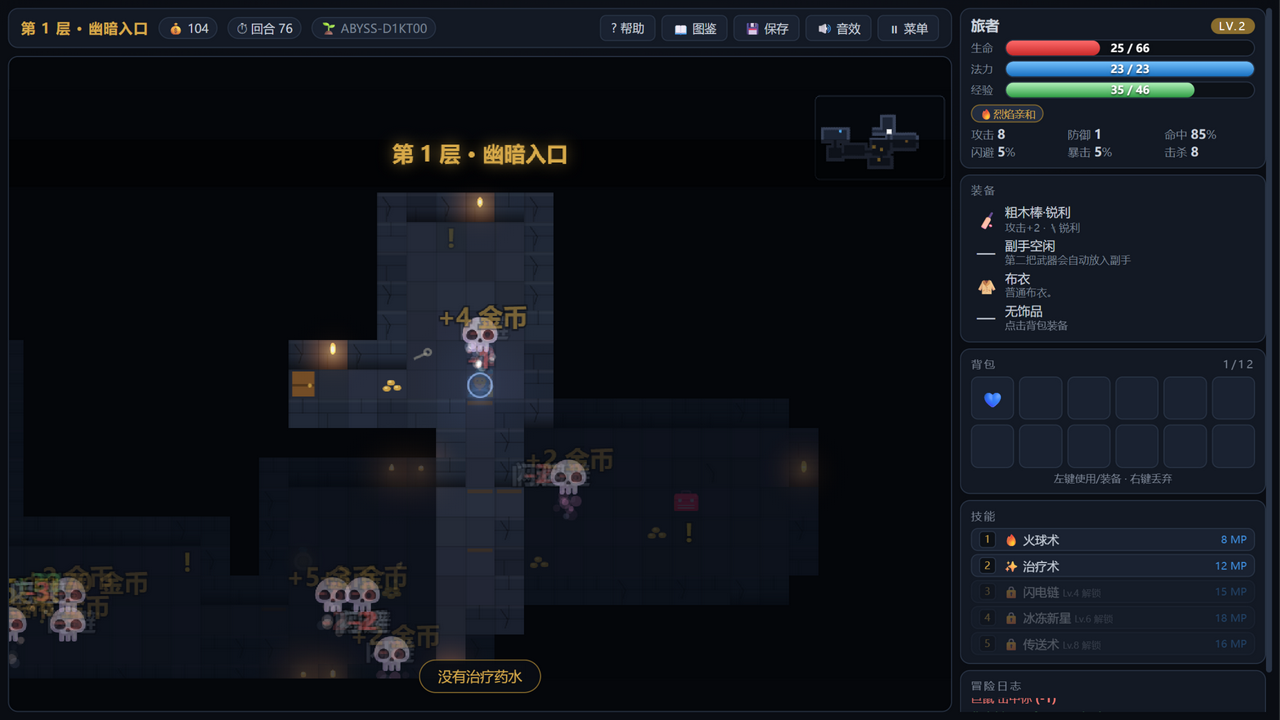 第 1 层 · 幽暗入口
104
回合 76
ABYSS-D1KT00
? 帮助
图鉴
保存
音效
菜单
第 1 层 · 幽暗入口
+4 金币
+2 金币
+5 金币
金币
没有治疗药水
旅者
LV.2
生命
25 / 66
法力
23 / 23
经验
35 / 46
烈焰亲和
攻击 8
防御 1
命中 85%
闪避 5%
暴击 5%
击杀 8
装备
粗木棒·锐利
攻击+2 · \ 锐利
副手空闲
第二把武器会自动放入副手
布衣
普通布衣。
无饰品
点击背包装备
背包
1/12
左键使用/装备 · 右键丢弃
技能
1 火球术 8 MP
2 治疗术 12 MP
3 闪电链 Lv.4 解锁 15 MP
4 冰冻新星 Lv.6 解锁 18 MP
5 传送术 Lv.8 解锁 16 MP
冒险日志
巨鼠 击中你 (-1)